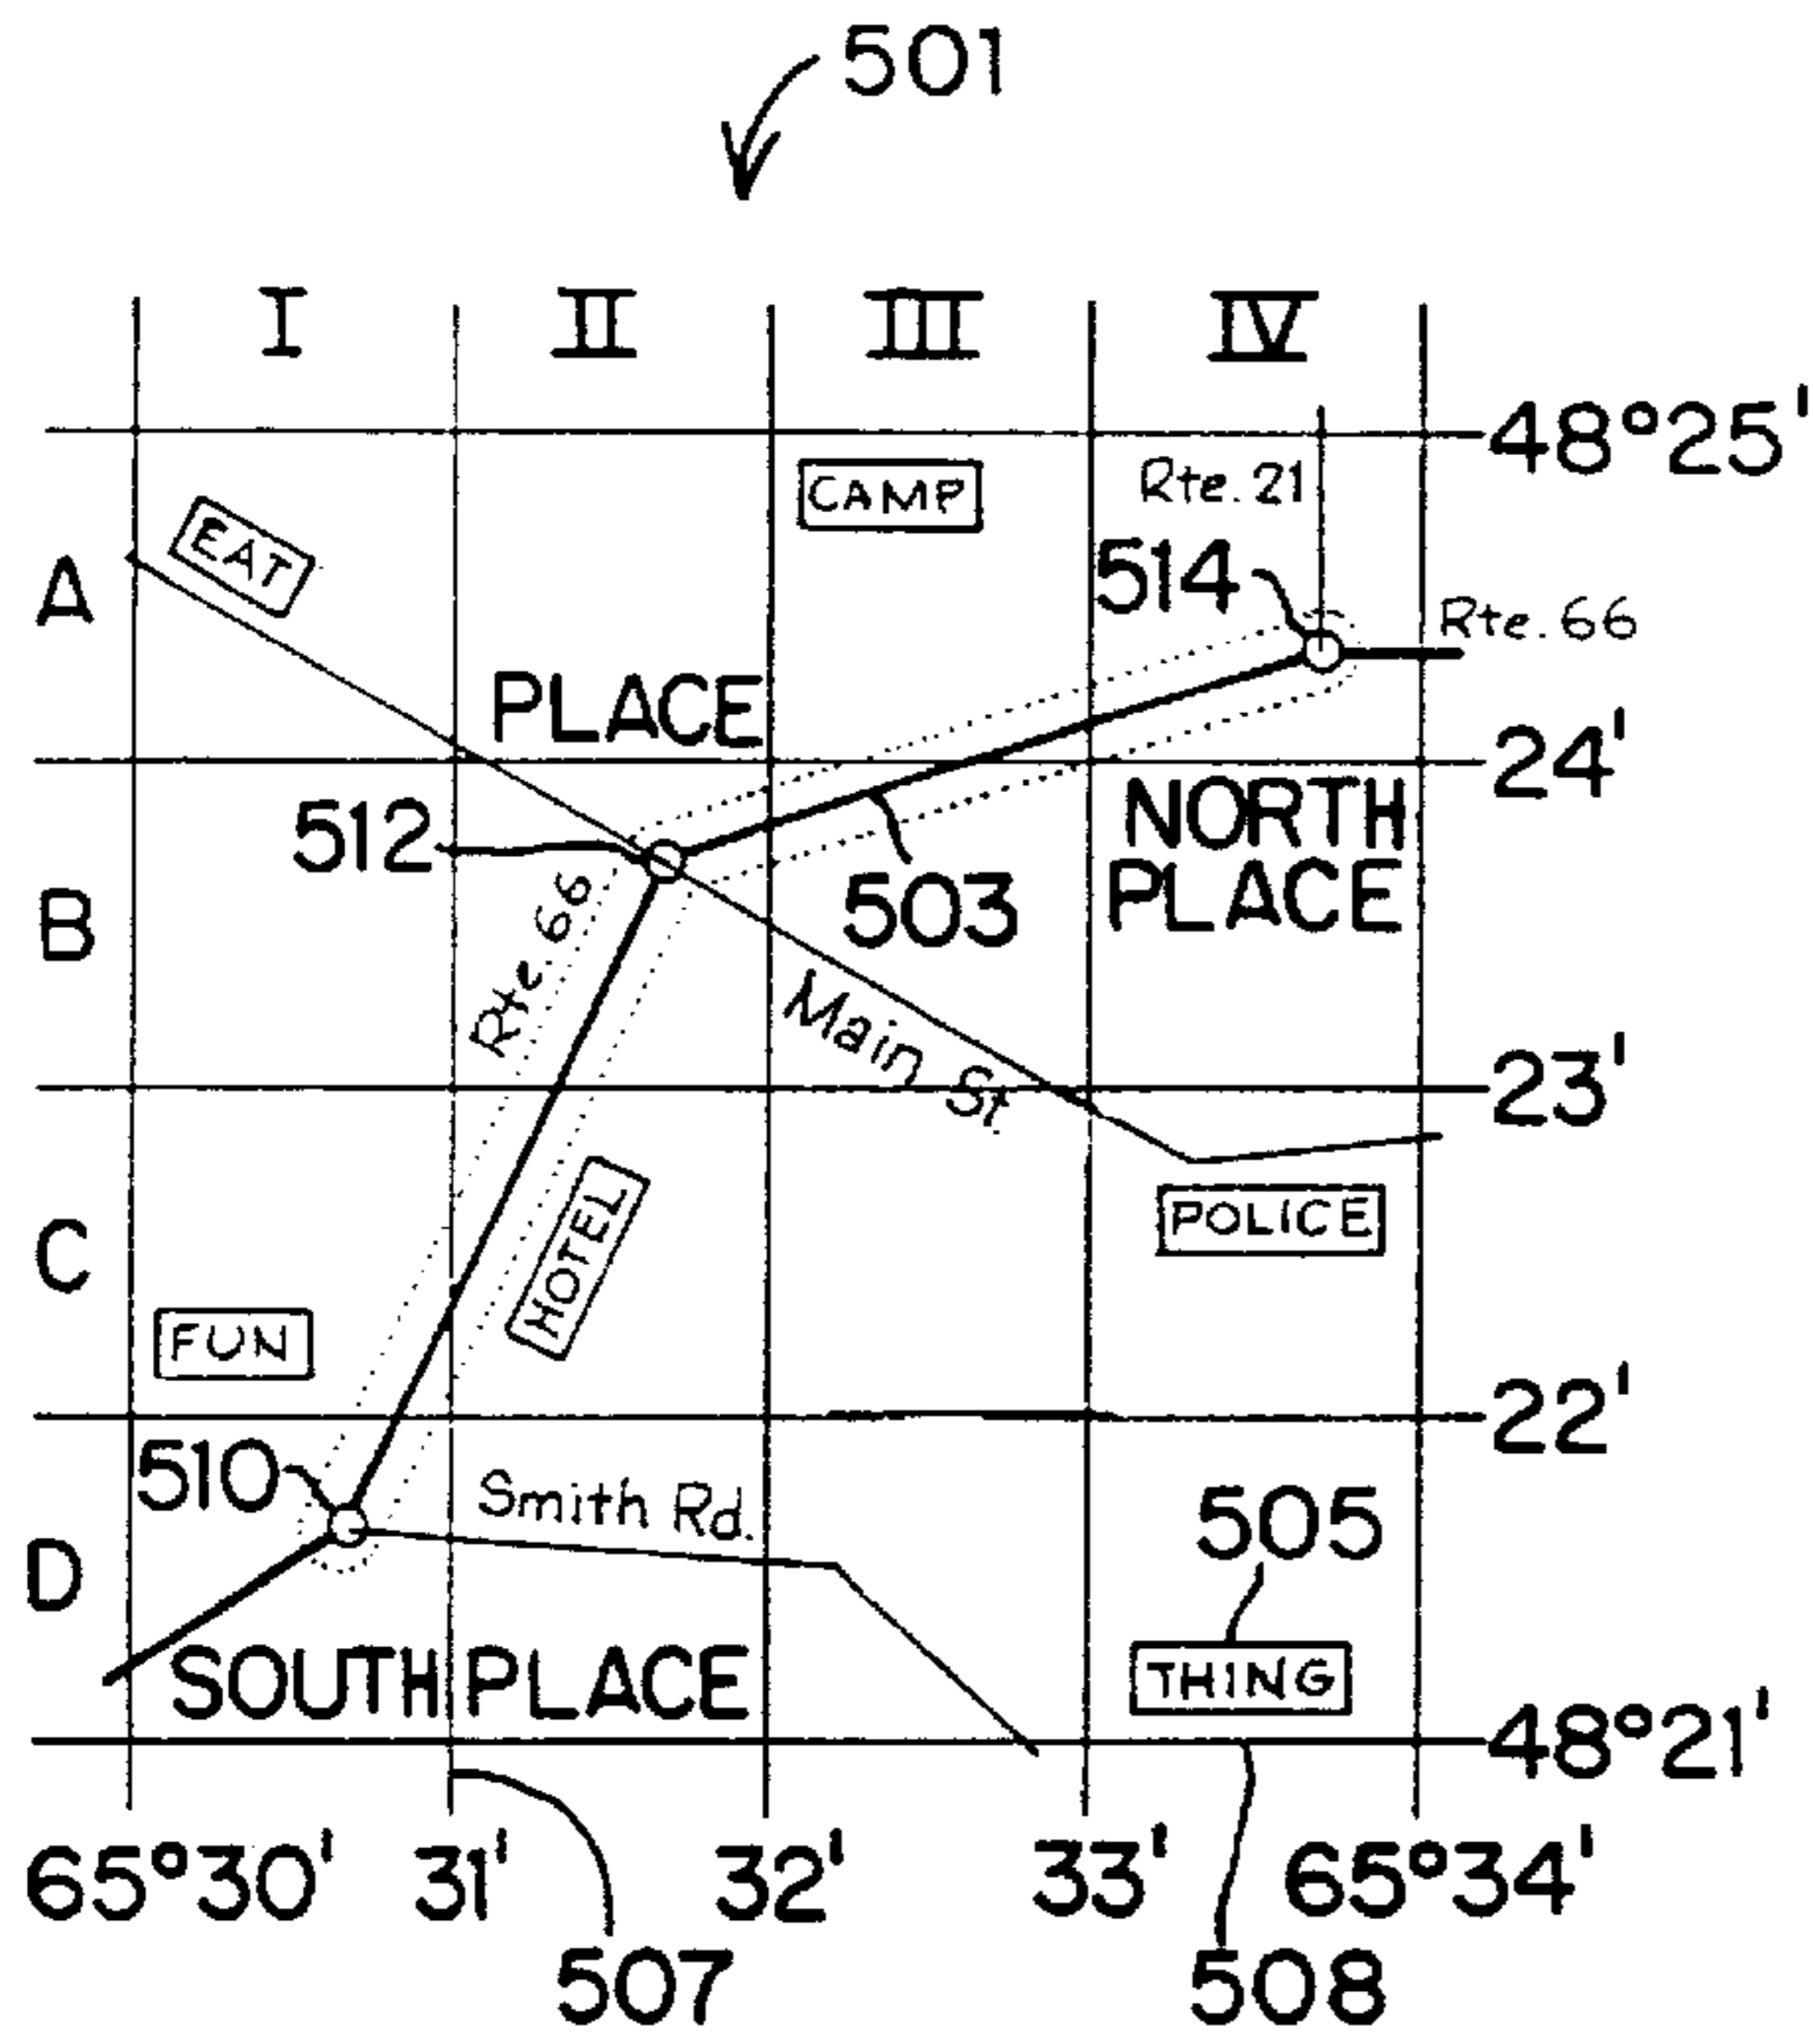 501
I II III IV
48°25'
CAMP
Rte. 21
EAT
514
A
Rte. 66
PLACE
24'
512
NORTH
PLACE
503
B
Rte 66
Main St.
23'
HOTEL
POLICE
C
FUN
22'
510
Smith Rd.
505
D
SOUTH PLACE
THING
48°21'
65°30' 31' 32' 33' 65°34'
507
508